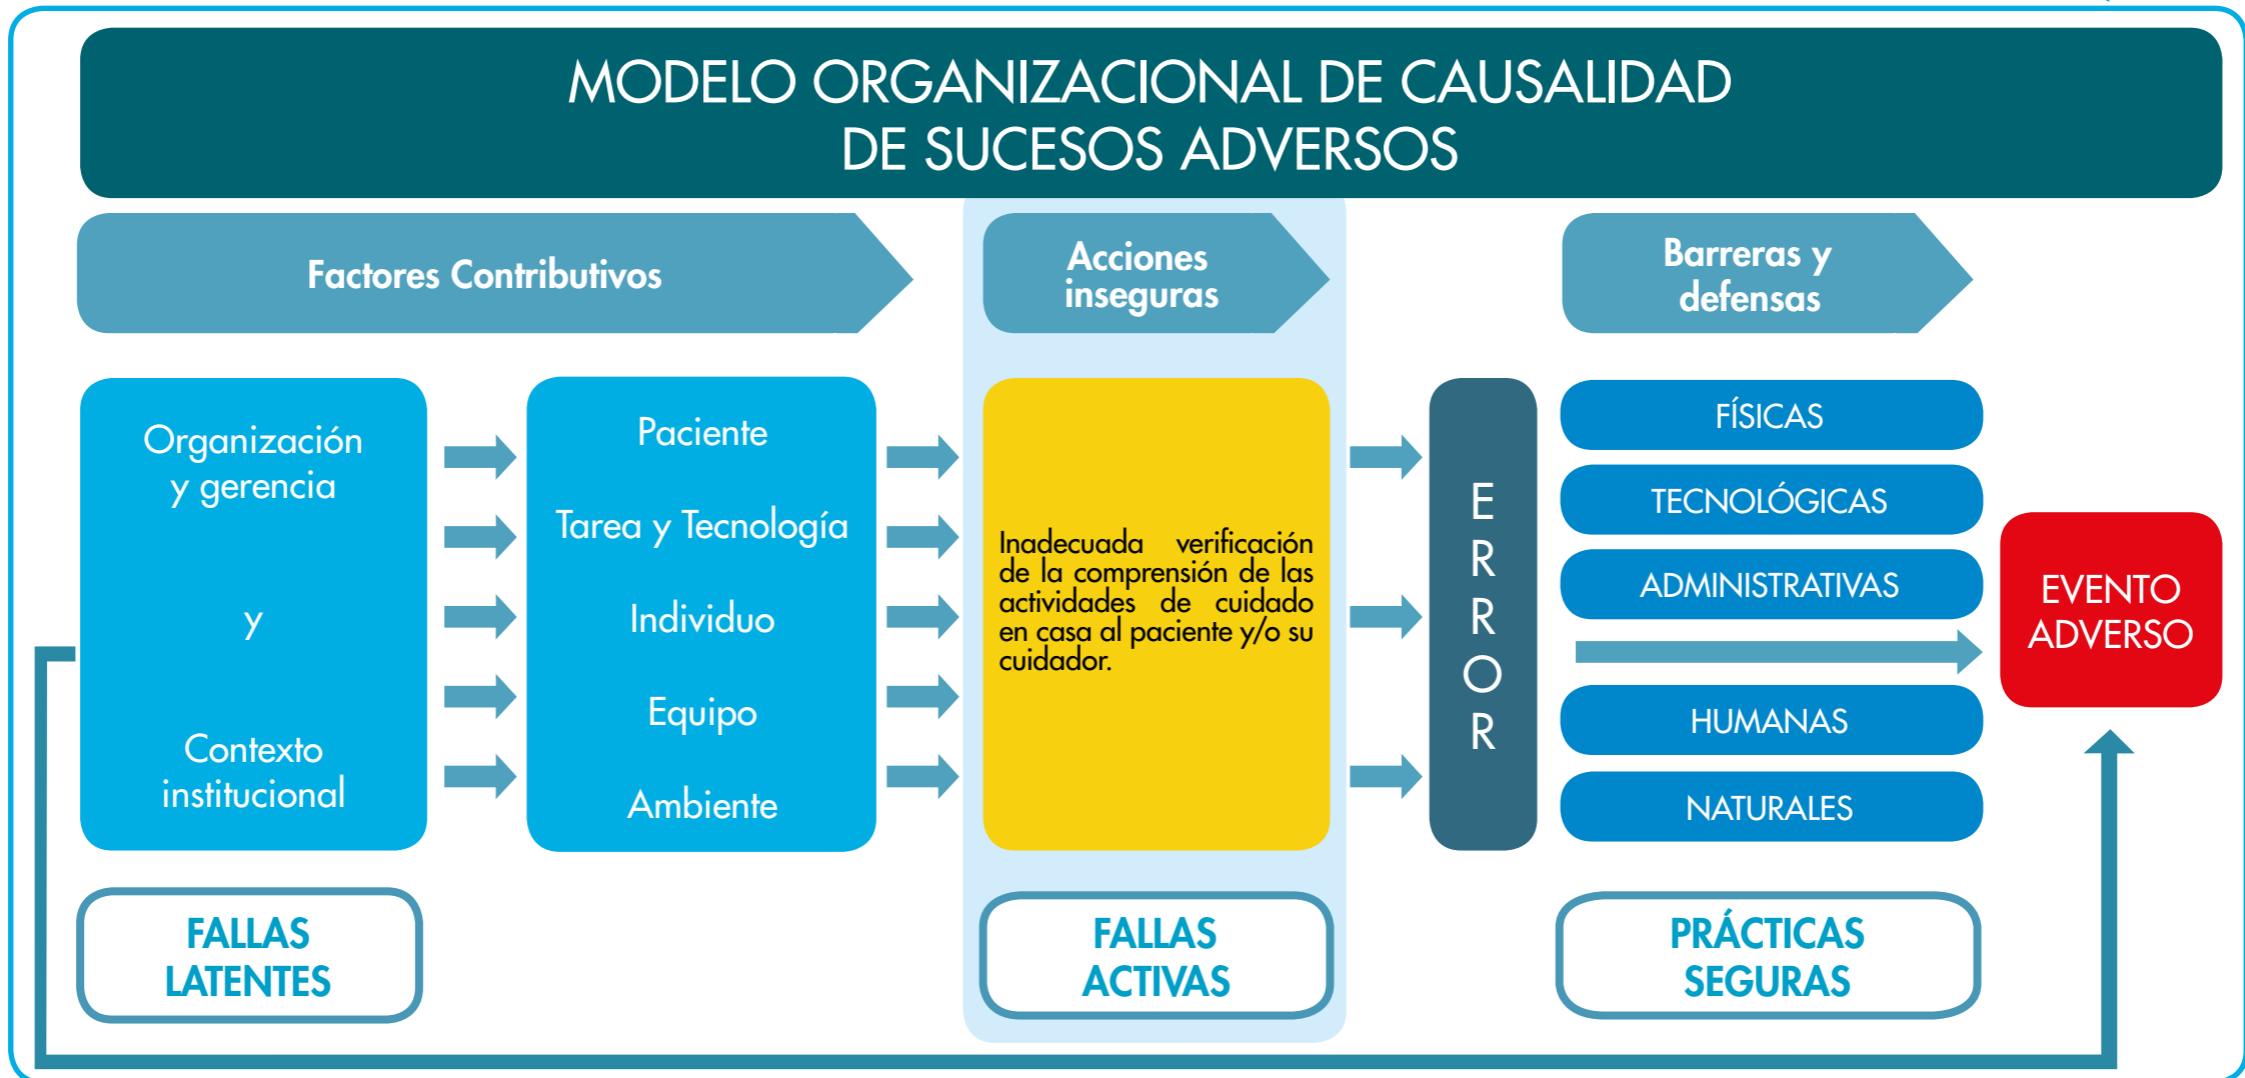 MODELO ORGANIZACIONAL DE CAUSALIDAD
DE SUCESOS ADVERSOS
Factores Contributivos
Acciones
inseguras
Barreras y
defensas
Organización
y gerencia
y
Contexto
institucional
Paciente
Tarea y Tecnología
Individuo
Equipo
Ambiente
Inadecuada verificación
de la comprensión de las
actividades de cuidado
en casa al paciente y/o su
cuidador.
E
R
R
O
R
FÍSICAS
TECNOLÓGICAS
ADMINISTRATIVAS
HUMANAS
NATURALES
EVENTO
ADVERSO
FALLAS
LATENTES
FALLAS
ACTIVAS
PRÁCTICAS
SEGURAS